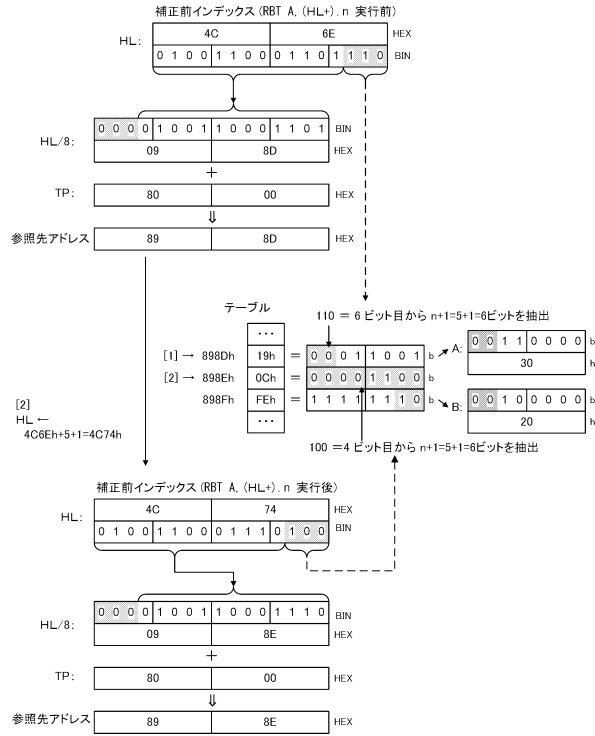 補正前インデックス (RBT A, (HL+). n 実行前)
HL: 4C 6E HEX
0 1 0 0 1 1 0 0 0 1 1 0 1 1 1 0 BIN
HL/8: 0 0 0 0 1 0 0 1 1 0 0 0 1 1 0 1 BIN
09 8D HEX
+
TP: 80 00 HEX
⇓
参照先アドレス 89 8D HEX
テーブル
110 = 6 ビット目から n+1=5+1=6ビットを抽出
...
[1] → 898Dh 19h = 0 0 0 1 1 0 0 1 b
A: 0 0 1 1 0 0 0 0 b
30 h
[2] → 898Eh 0Ch = 0 0 0 0 1 1 0 0 b
898Fh FEh = 1 1 1 1 1 1 1 0 b
B: 0 0 1 0 0 0 0 0 b
20 h
...
100 =4 ビット目から n+1=5+1=6ビットを抽出
[2]
HL ←
4C6Eh+5+1=4C74h
補正前インデックス (RBT A, (HL+). n 実行後)
HL: 4C 74 HEX
0 1 0 0 1 1 0 0 0 1 1 1 0 1 0 0 BIN
HL/8: 0 0 0 0 1 0 0 1 1 0 0 0 1 1 1 0 BIN
09 8E HEX
+
TP: 80 00 HEX
⇓
参照先アドレス 89 8E HEX